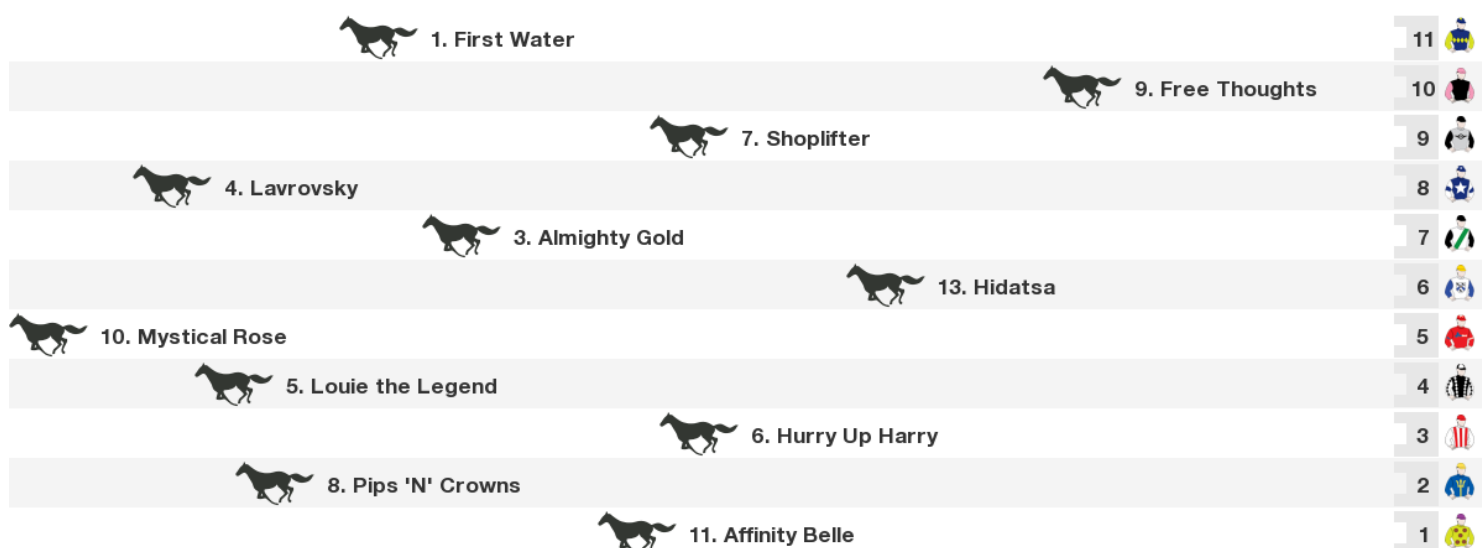 1. First Water 11
9. Free Thoughts 10
7. Shoplifter 9
4. Lavrovsky 8
3. Almighty Gold 7
13. Hidatsa 6
10. Mystical Rose 5
5. Louie the Legend 4
6. Hurry Up Harry 3
8. Pips 'N' Crowns 2
11. Affinity Belle 1